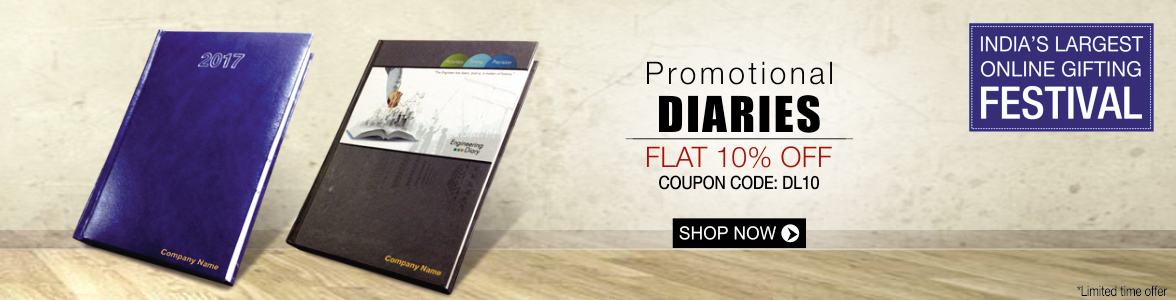 2017
Company Name
Precision
Engineering
Diary
Company Name
Promotional
DIARIES
FLAT 10% OFF
COUPON CODE: DL10
SHOP NOW
INDIA'S LARGEST
ONLINE GIFTING
FESTIVAL
*Limited time offer